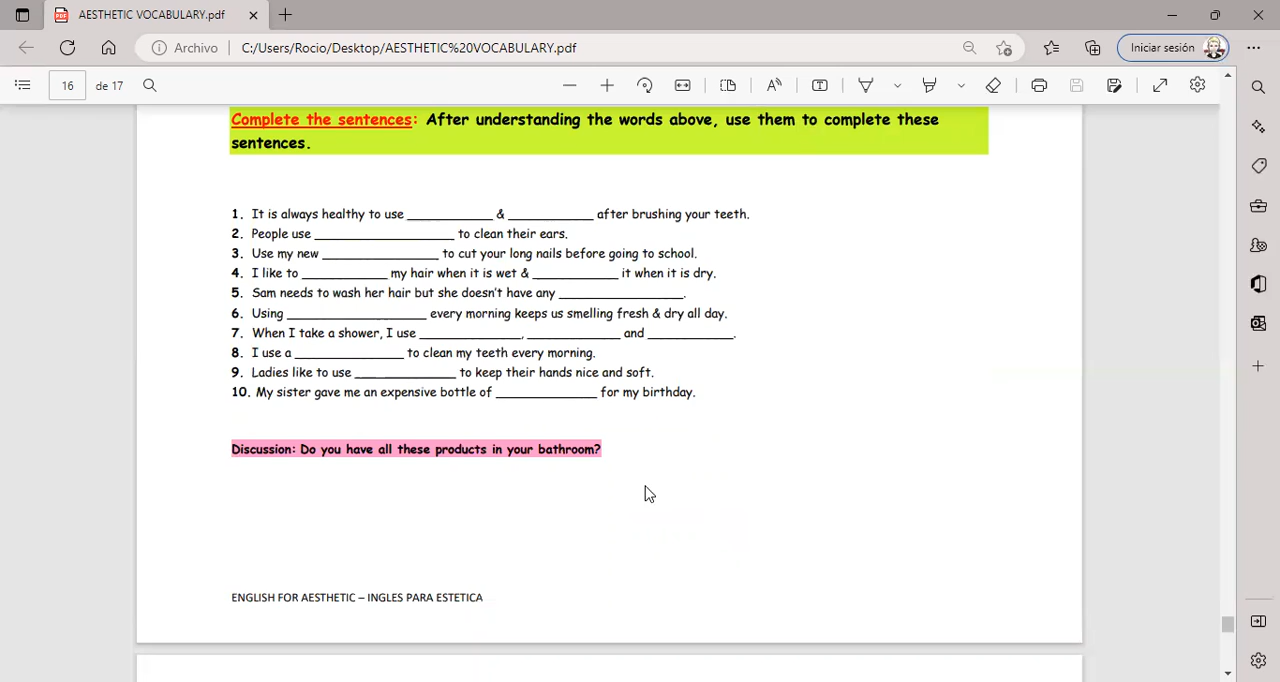 AESTHETIC VOCABULARY.pdf
Archivo
C:/Users/Rocio/Desktop/AESTHETIC%20VOCABULARY.pdf
Iniciar sesión
16
de 17
Complete the sentences: After understanding the words above, use them to complete these
sentences.
1. It is always healthy to use ____________ & ____________ after brushing your teeth.
2. People use ____________________ to clean their ears.
3. Use my new ________________ to cut your long nails before going to school.
4. I like to ____________ my hair when it is wet & ____________ it when it is dry.
5. Sam needs to wash her hair but she doesn't have any __________________.
6. Using ____________________ every morning keeps us smelling fresh & dry all day.
7. When I take a shower, I use ______________, _____________ and ____________.
8. I use a _______________ to clean my teeth every morning.
9. Ladies like to use ______________ to keep their hands nice and soft.
10. My sister gave me an expensive bottle of ______________ for my birthday.
Discussion: Do you have all these products in your bathroom?
ENGLISH FOR AESTHETIC – INGLES PARA ESTETICA